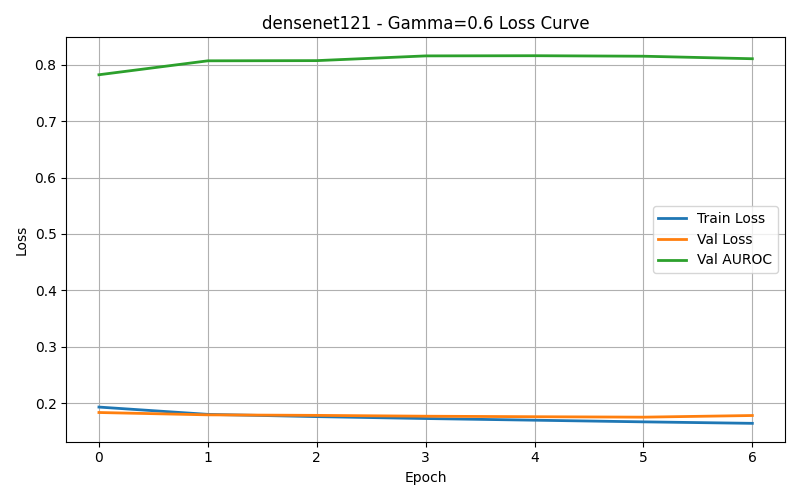 densenet121 - Gamma=0.6 Loss Curve
0.8
0.7
0.6
0.5
0.4
0.3
0.2
Loss
Train Loss
Val Loss
Val AUROC
0 1 2 3 4 5 6
Epoch